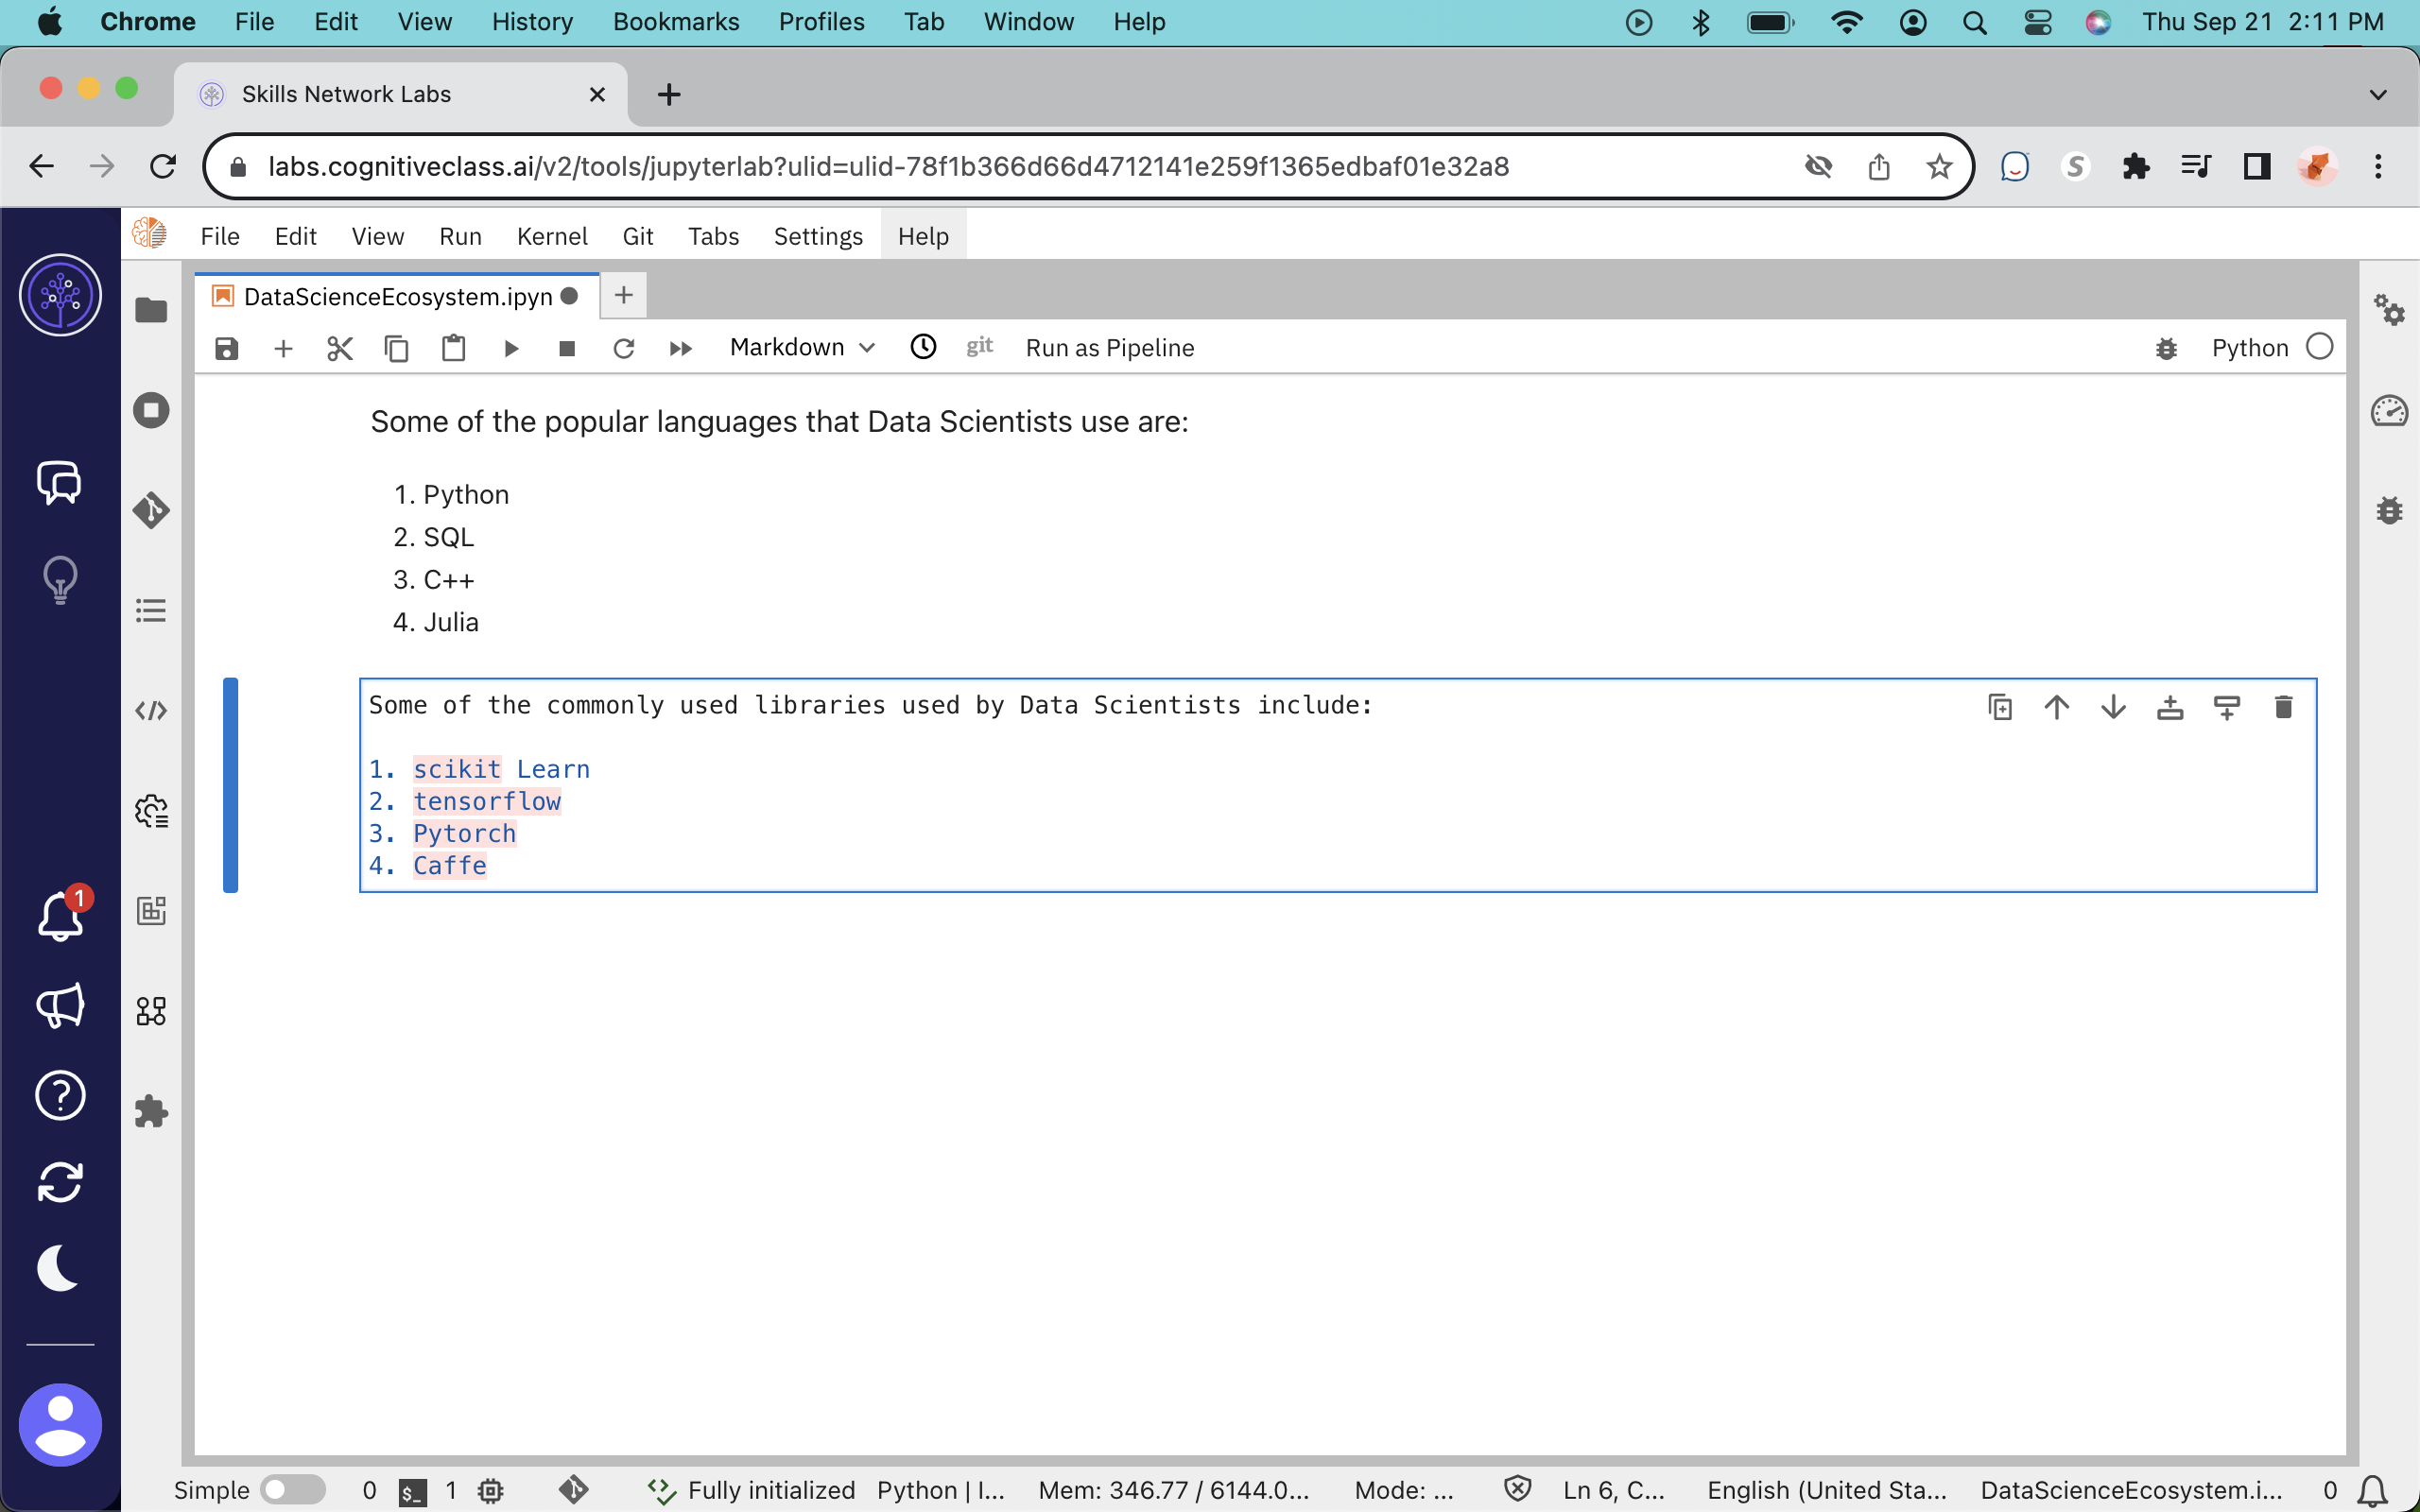 Chrome File Edit View History Bookmarks Profiles Tab Window Help Thu Sep 21 2:11 PM
Skills Network Labs
labs.cognitiveclass.ai/v2/tools/jupyterlab?ulid=ulid-78f1b366d66d4712141e259f1365edbaf01e32a8
S
File Edit View Run Kernel Git Tabs Settings Help
DataScienceEcosystem.ipyn
Markdown git Run as Pipeline Python
Some of the popular languages that Data Scientists use are:
1. Python
2. SQL
3. C++
4. Julia
Some of the commonly used libraries used by Data Scientists include:
1. scikit Learn
2. tensorflow
3. Pytorch
4. Caffe
1
Simple 0 $_ 1 Fully initialized Python | I... Mem: 346.77 / 6144.0... Mode: ... Ln 6, C... English (United Sta... DataScienceEcosystem.i... 0